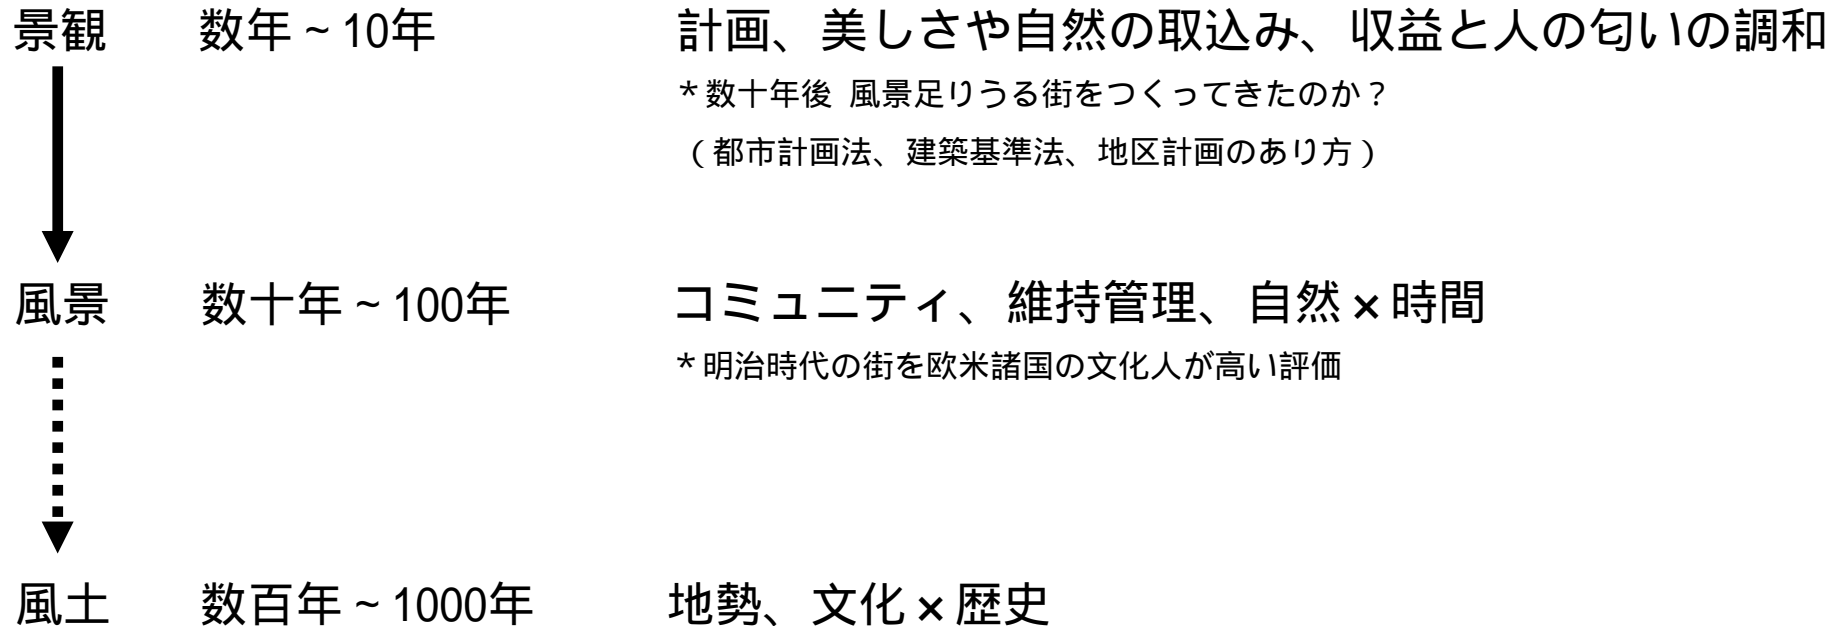 景観 数年~10年 計画、美しさや自然の取込み、収益と人の匂いの調和
*数十年後 風景足りうる街をつくってきたのか?
(都市計画法、建築基準法、地区計画のあり方)
風景 数十年~100年 コミュニティ、維持管理、自然×時間
*明治時代の街を欧米諸国の文化人が高い評価
風土 数百年~1000年 地勢、文化×歴史